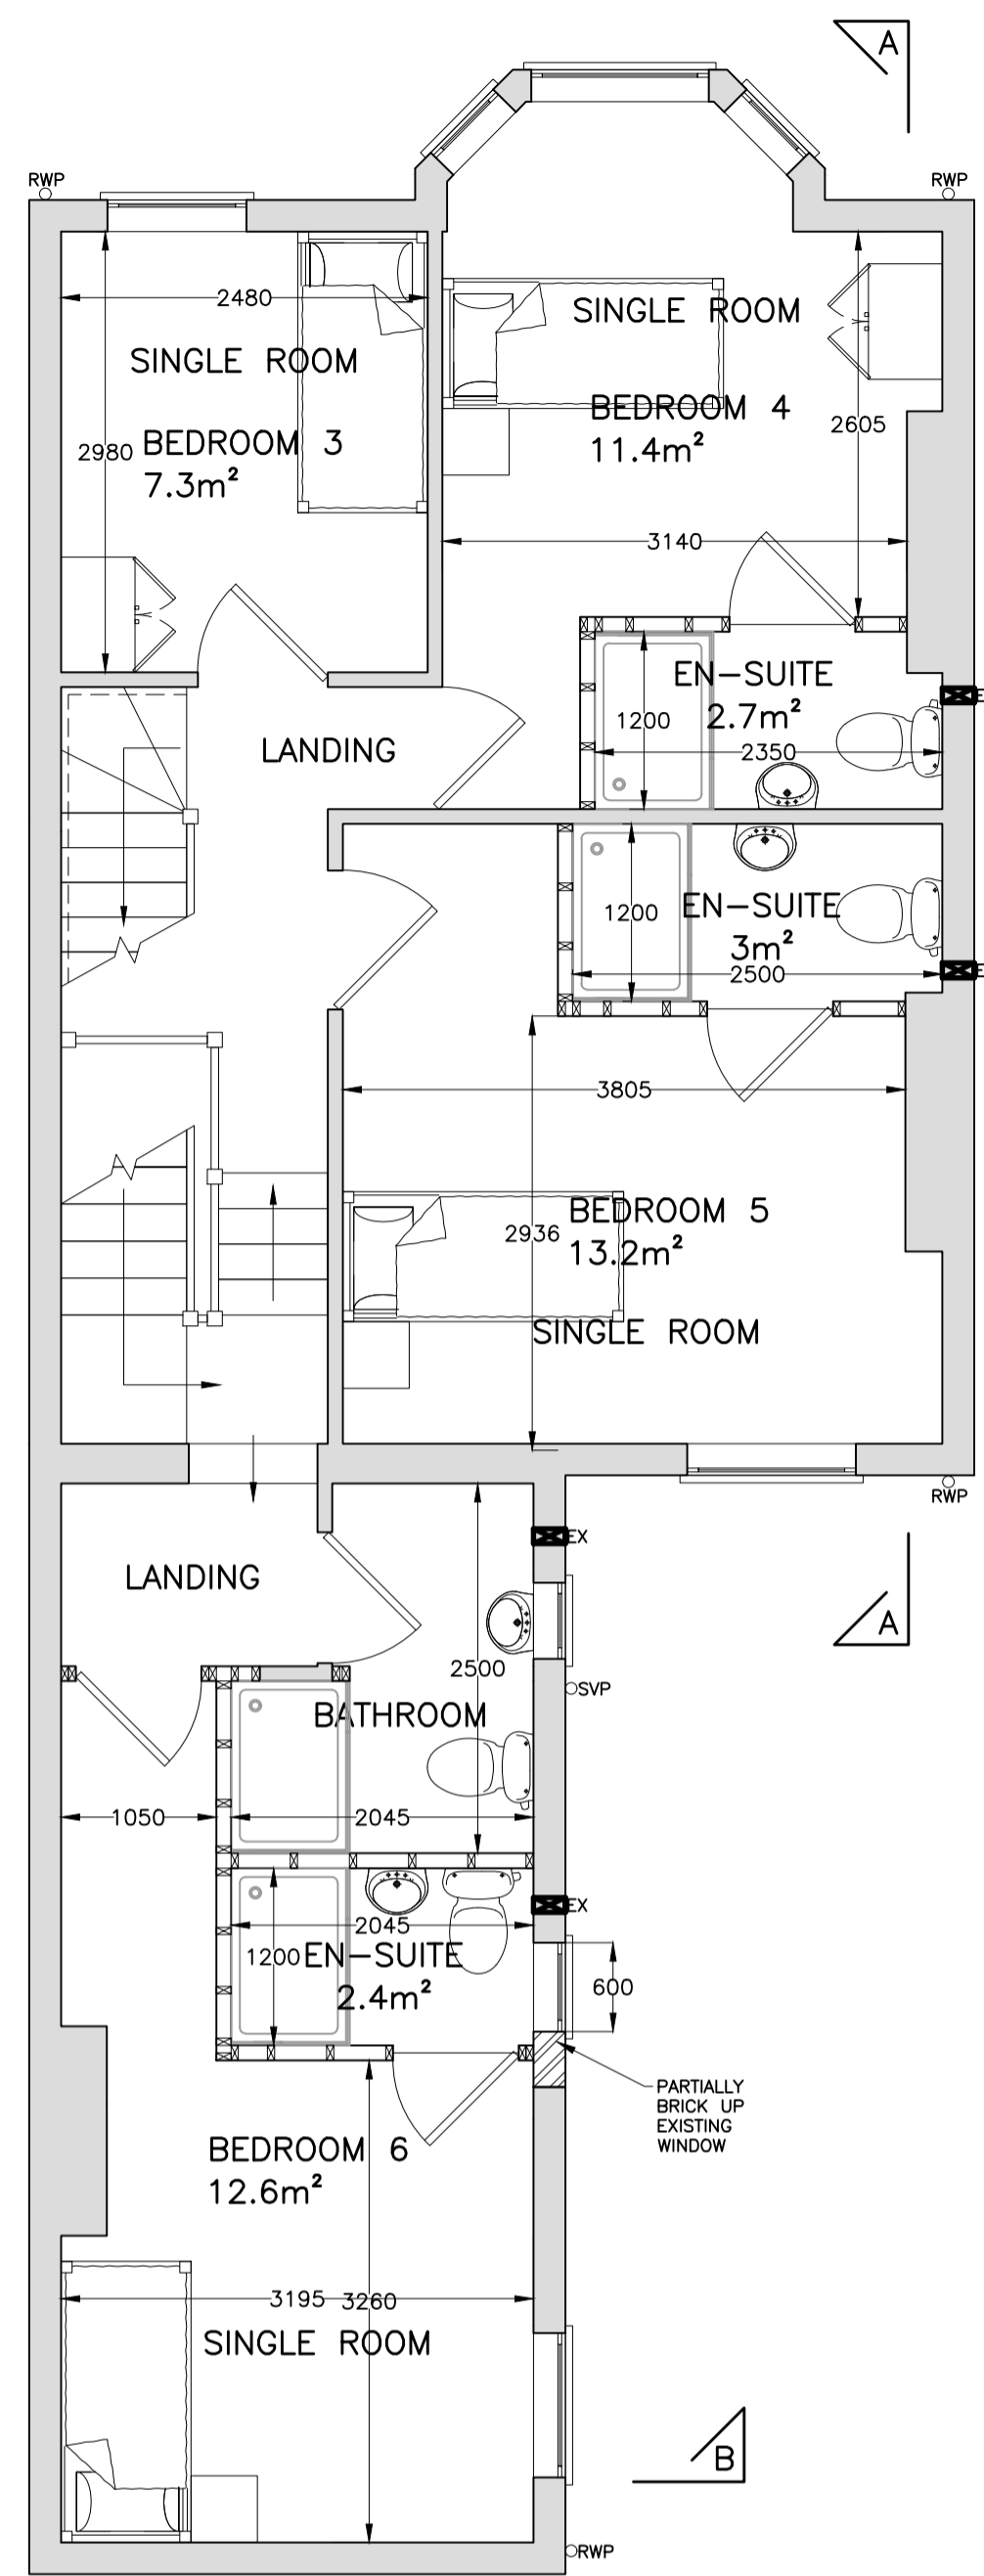 A
RWP
RWP
2480
SINGLE ROOM
SINGLE ROOM
BEDROOM 3
7.3m²
2980
BEDROOM 4
11.4m²
2605
3140
EN-SUITE
2.7m²
1200
2350
LANDING
1200
EN-SUITE
3m²
2500
3805
BEDROOM 5
13.2m²
2936
SINGLE ROOM
RWP
EX
LANDING
A
2500
SVP
BATHROOM
1050
2045
EX
2045
1200
EN-SUITE
2.4m²
600
PARTIALLY
BRICK UP
EXISTING
WINDOW
BEDROOM 6
12.6m²
3195
3260
SINGLE ROOM
B
RWP